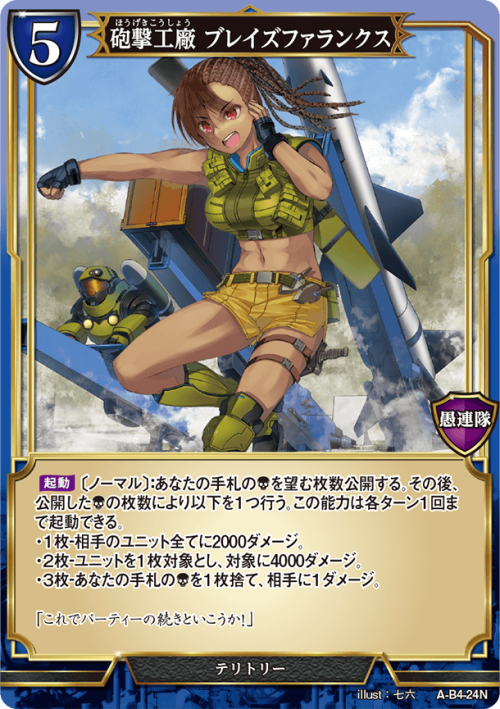 5
ほうげきこうしょう
砲撃工廠 ブレイズファランクス
愚連隊
起動 〔ノーマル〕:あなたの手札の💀を望む枚数公開する。その後、
公開した💀の枚数により以下を1つ行う。この能力は各ターン1回ま
で起動できる。
・1枚-相手のユニット全てに2000ダメージ。
・2枚-ユニットを1枚対象とし、対象に4000ダメージ。
・3枚-あなたの手札の💀を1枚捨て、相手に1ダメージ。
「これでパーティーの続きといこうか!」
テリトリー
illust:七六 A-B4-24N